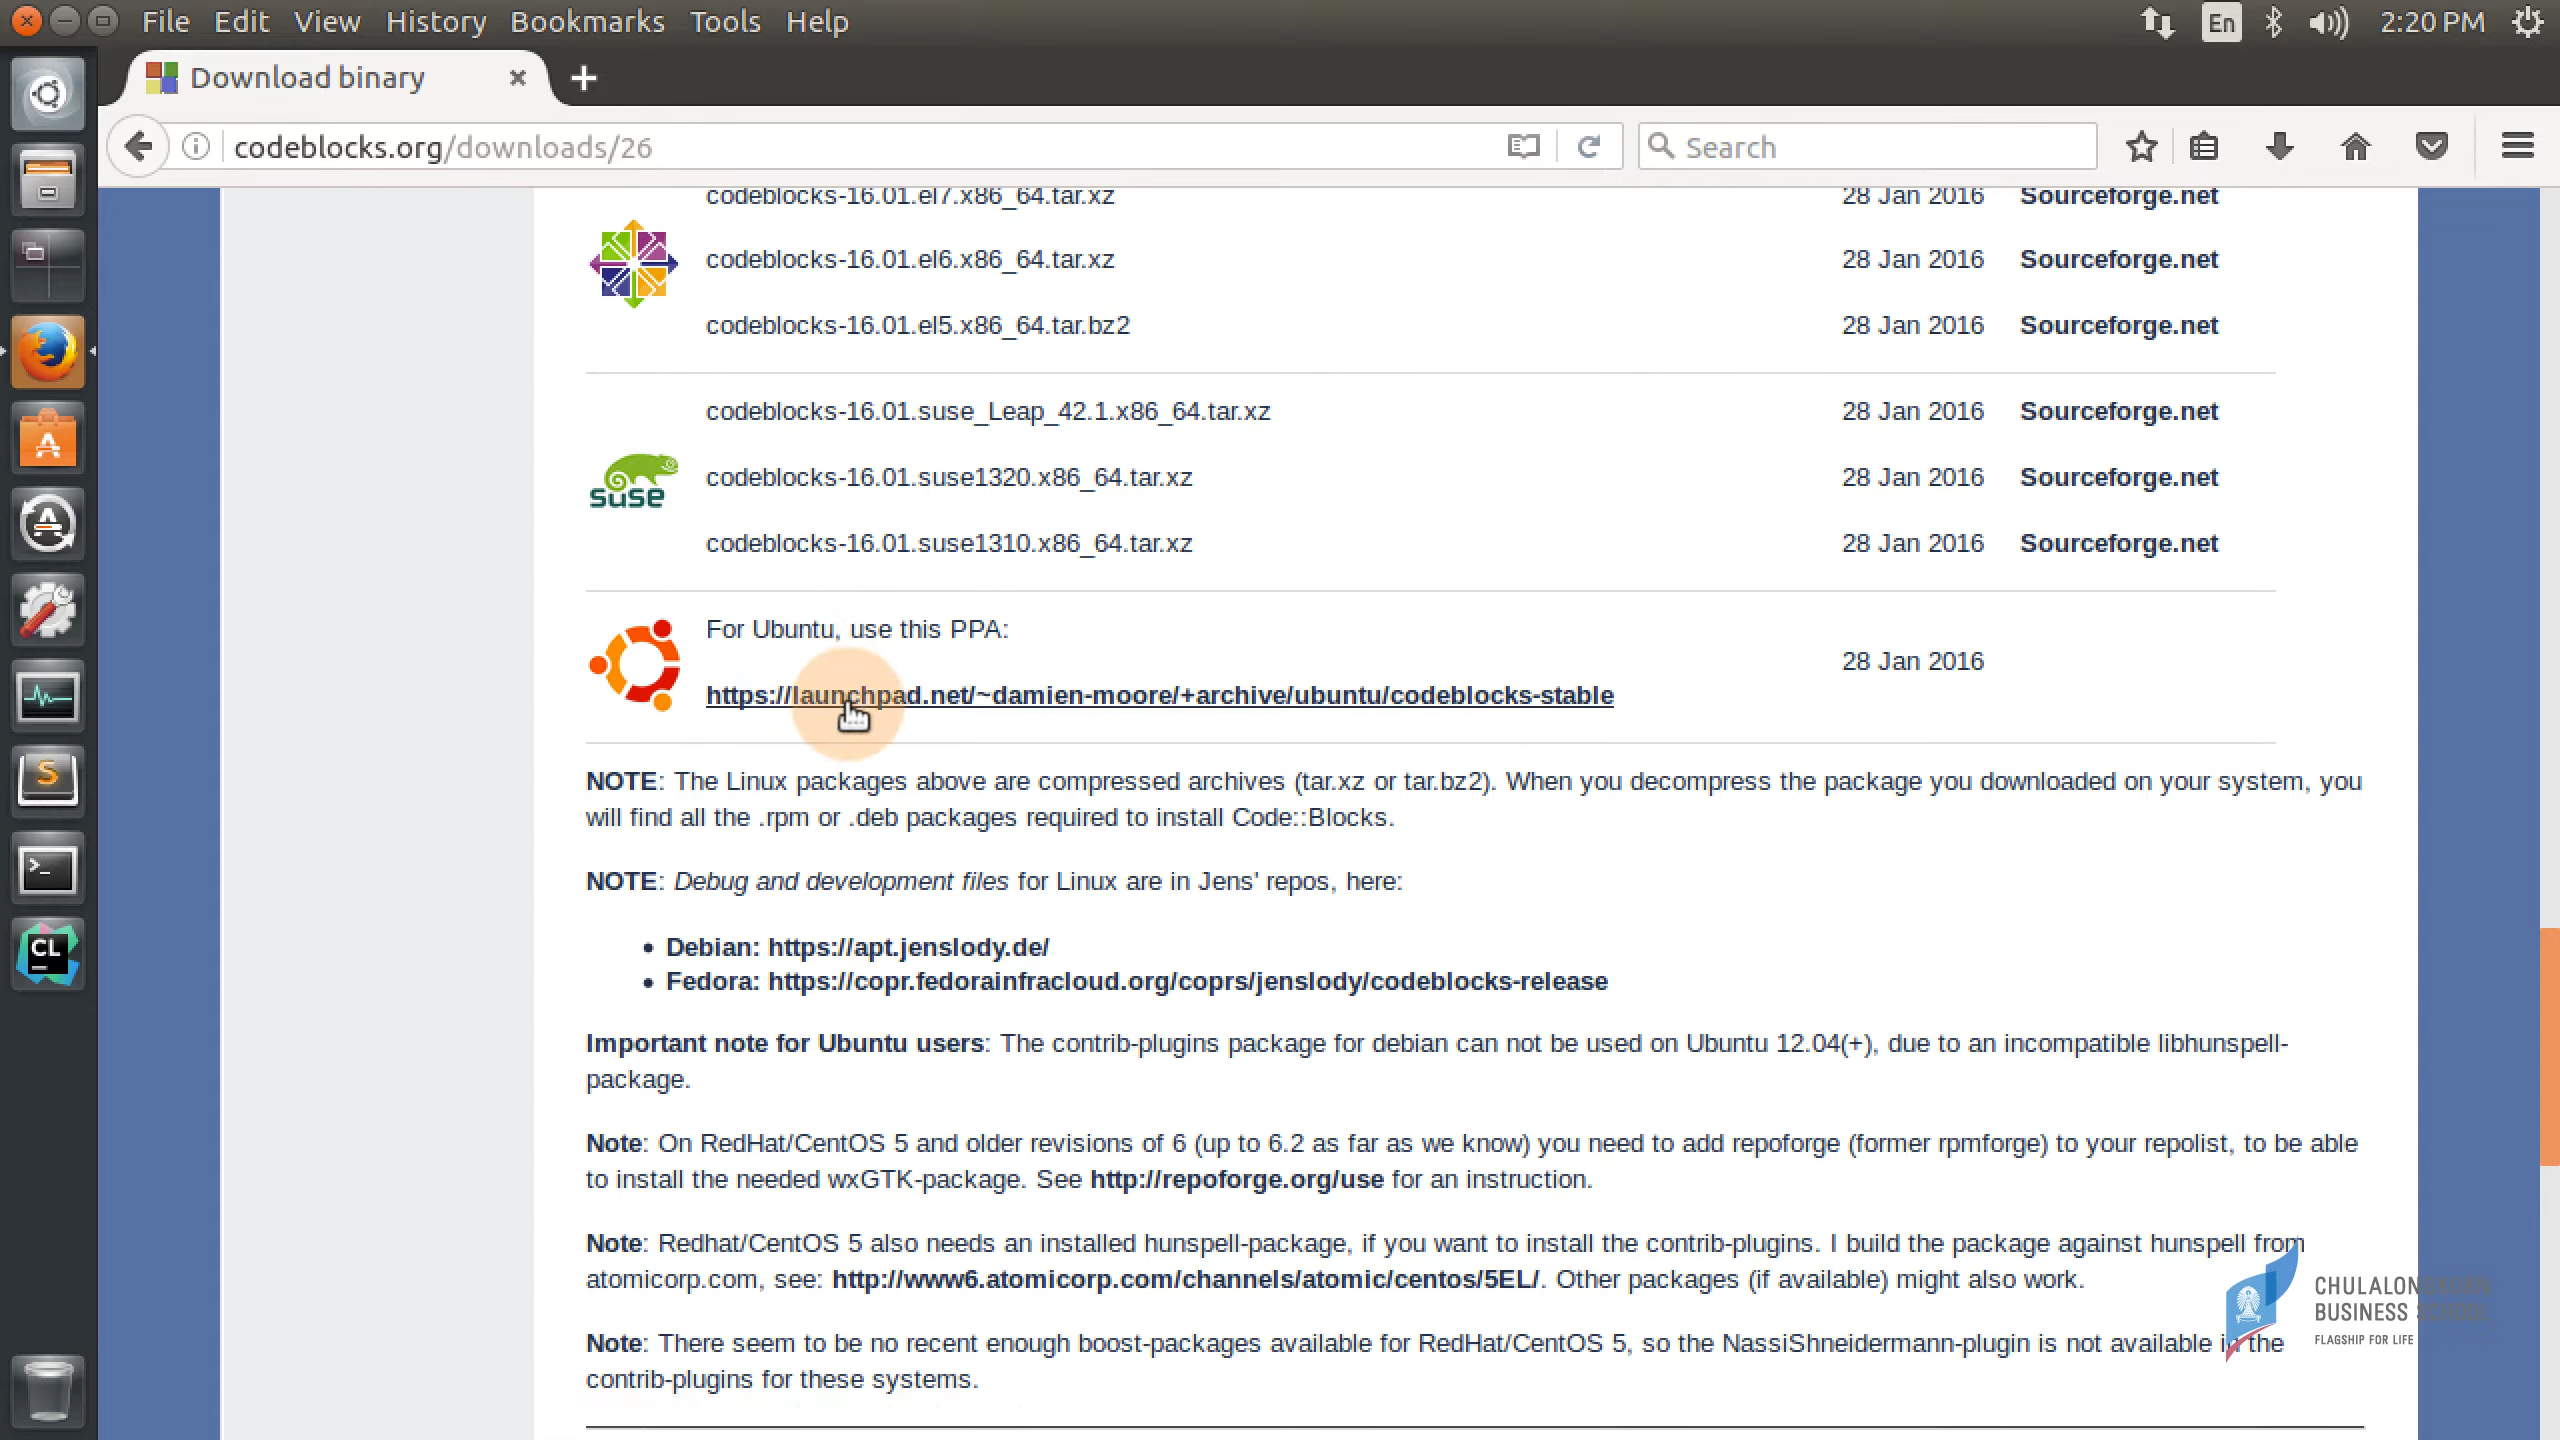 File Edit View History Bookmarks Tools Help
En 2:20 PM
Download binary
codeblocks.org/downloads/26
Search
codeblocks-16.01.el7.x86_64.tar.xz 28 Jan 2016 Sourceforge.net
codeblocks-16.01.el6.x86_64.tar.xz 28 Jan 2016 Sourceforge.net
codeblocks-16.01.el5.x86_64.tar.bz2 28 Jan 2016 Sourceforge.net
codeblocks-16.01.suse_Leap_42.1.x86_64.tar.xz 28 Jan 2016 Sourceforge.net
suse
codeblocks-16.01.suse1320.x86_64.tar.xz 28 Jan 2016 Sourceforge.net
codeblocks-16.01.suse1310.x86_64.tar.xz 28 Jan 2016 Sourceforge.net
For Ubuntu, use this PPA:
28 Jan 2016
https://launchpad.net/~damien-moore/+archive/ubuntu/codeblocks-stable
NOTE: The Linux packages above are compressed archives (tar.xz or tar.bz2). When you decompress the package you downloaded on your system, you
will find all the .rpm or .deb packages required to install Code::Blocks.
NOTE: Debug and development files for Linux are in Jens' repos, here:
• Debian: https://apt.jenslody.de/
• Fedora: https://copr.fedorainfracloud.org/coprs/jenslody/codeblocks-release
Important note for Ubuntu users: The contrib-plugins package for debian can not be used on Ubuntu 12.04(+), due to an incompatible libhunspell-
package.
Note: On RedHat/CentOS 5 and older revisions of 6 (up to 6.2 as far as we know) you need to add repoforge (former rpmforge) to your repolist, to be able
to install the needed wxGTK-package. See http://repoforge.org/use for an instruction.
Note: Redhat/CentOS 5 also needs an installed hunspell-package, if you want to install the contrib-plugins. I build the package against hunspell from
atomicorp.com, see: http://www6.atomicorp.com/channels/atomic/centos/5EL/. Other packages (if available) might also work.
Note: There seem to be no recent enough boost-packages available for RedHat/CentOS 5, so the NassiShneidermann-plugin is not available in the
contrib-plugins for these systems.
CHULALONGKORN
BUSINESS SCHOOL
FLAGSHIP FOR LIFE
S
CL